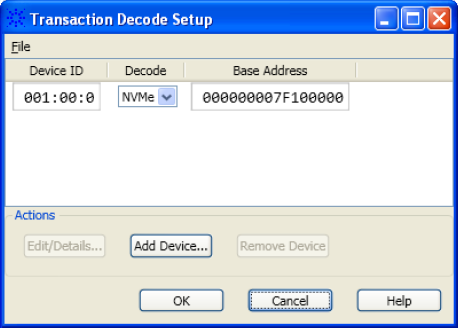 Transaction Decode Setup
File
Device ID Decode Base Address
001:00:0 NVMe 000000007F100000
Actions
Edit/Details... Add Device... Remove Device
OK Cancel Help